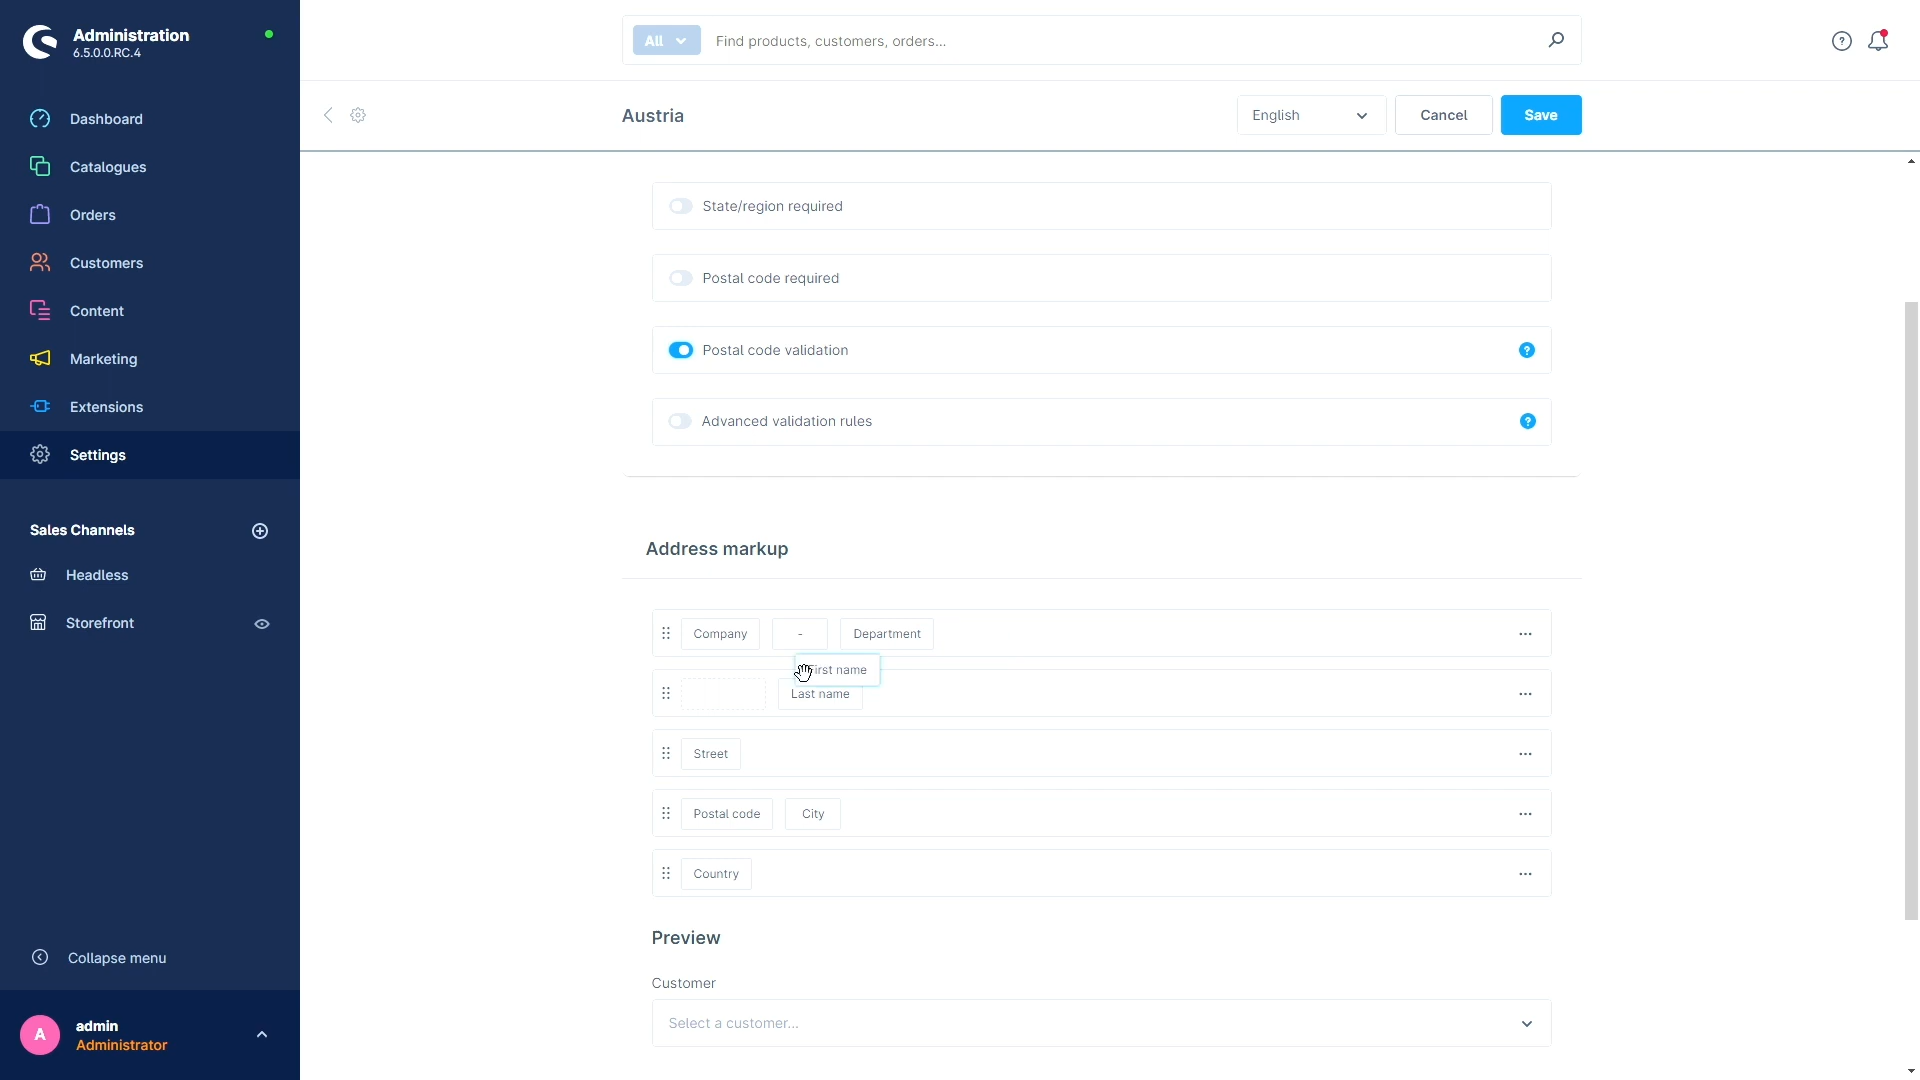 Administration
6.5.0.0.RC.4
All
Find products, customers, orders...
Austria
English
Cancel
Save
Dashboard
Catalogues
Orders
Customers
Content
Marketing
Extensions
Settings
Sales Channels
Headless
Storefront
Collapse menu
A
admin
Administrator
State/region required
Postal code required
Postal code validation
?
Advanced validation rules
?
Address markup
Company - Department
First name
Last name
Street
Postal code City
Country
Preview
Customer
Select a customer...